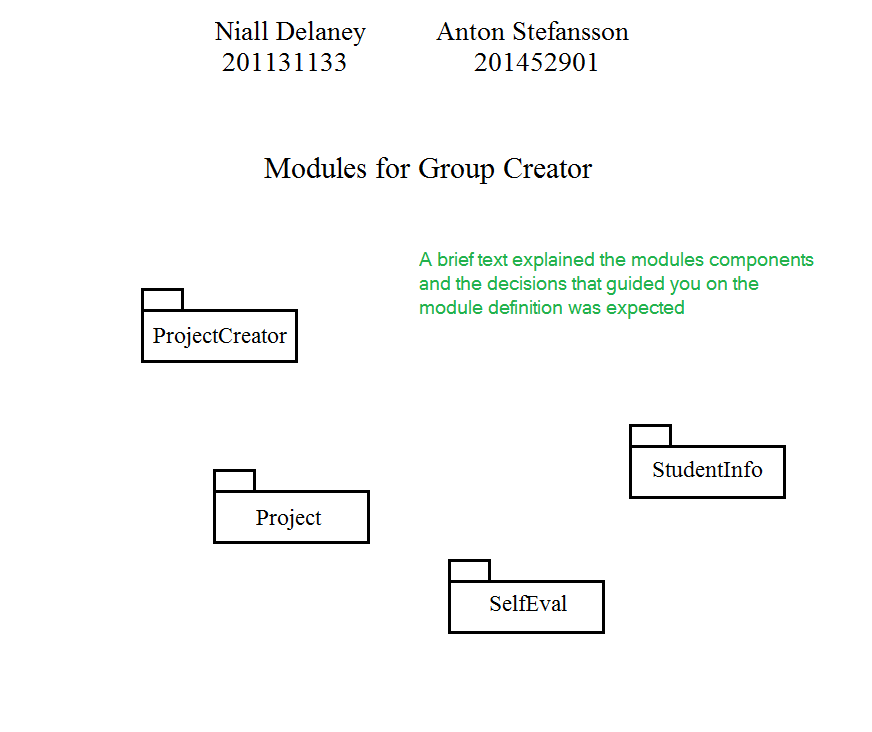 Niall Delaney Anton Stefansson
201131133 201452901
Modules for Group Creator
A brief text explained the modules components
and the decisions that guided you on the
module definition was expected
ProjectCreator
StudentInfo
Project
SelfEval